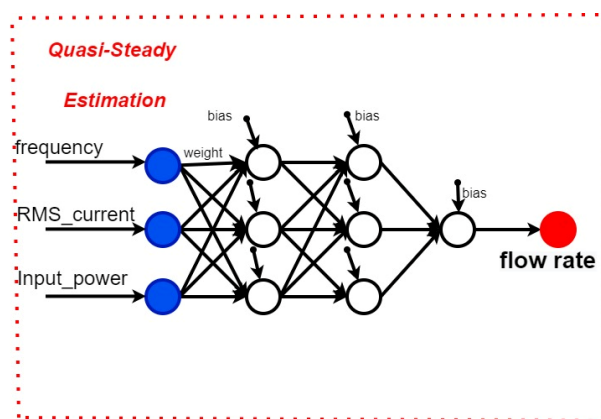 Quasi-Steady
Estimation
bias
bias
frequency
weight
bias
RMS_current
Input_power
flow rate